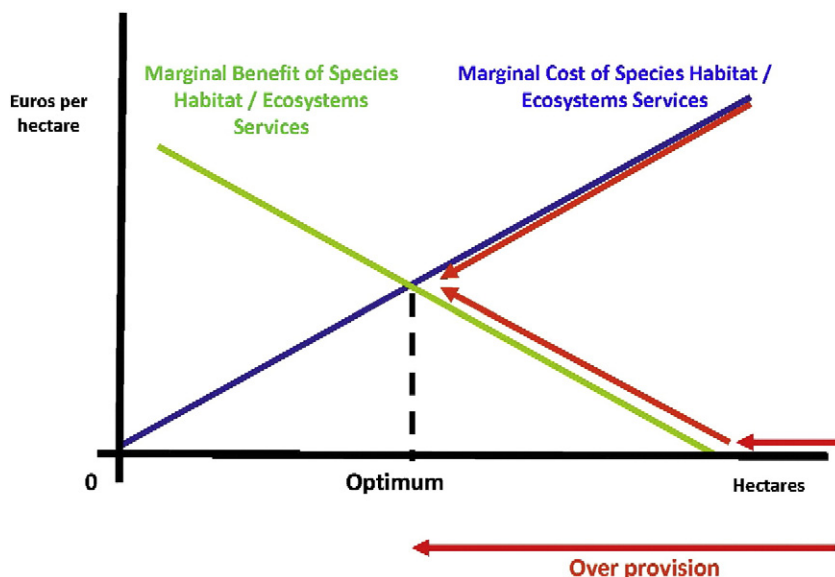 Marginal Benefit of Species
Habitat / Ecosystems
Services
Marginal Cost of Species Habitat /
Ecosystems Services
Euros per
hectare
0
Optimum
Hectares
Over provision